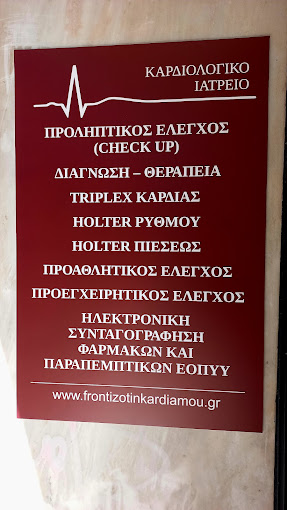 ΚΑΡΔΙΟΛΟΓΙΚΟ
ΙΑΤΡΕΙΟ
ΠΡΟΛΗΠΤΙΚΟΣ ΕΛΕΓΧΟΣ
(CHECK UP)
ΔΙΑΓΝΩΣΗ – ΘΕΡΑΠΕΙΑ
TRIPLEX ΚΑΡΔΙΑΣ
HOLTER ΡΥΘΜΟΥ
HOLTER ΠΙΕΣΕΩΣ
ΠΡΟΑΘΛΗΤΙΚΟΣ ΕΛΕΓΧΟΣ
ΠΡΟΕΓΧΕΙΡΗΤΙΚΟΣ ΕΛΕΓΧΟΣ
ΗΛΕΚΤΡΟΝΙΚΗ
ΣΥΝΤΑΓΟΓΡΑΦΗΣΗ
ΦΑΡΜΑΚΩΝ ΚΑΙ
ΠΑΡΑΠΕΜΠΤΙΚΩΝ ΕΟΠΥΥ
www.frontizotinkardiamou.gr